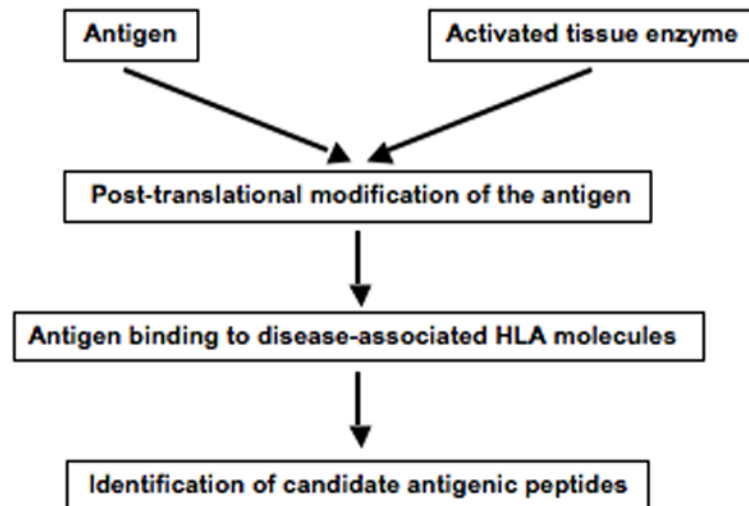 Antigen
Activated tissue enzyme
Post-translational modification of the antigen
Antigen binding to disease-associated HLA molecules
Identification of candidate antigenic peptides